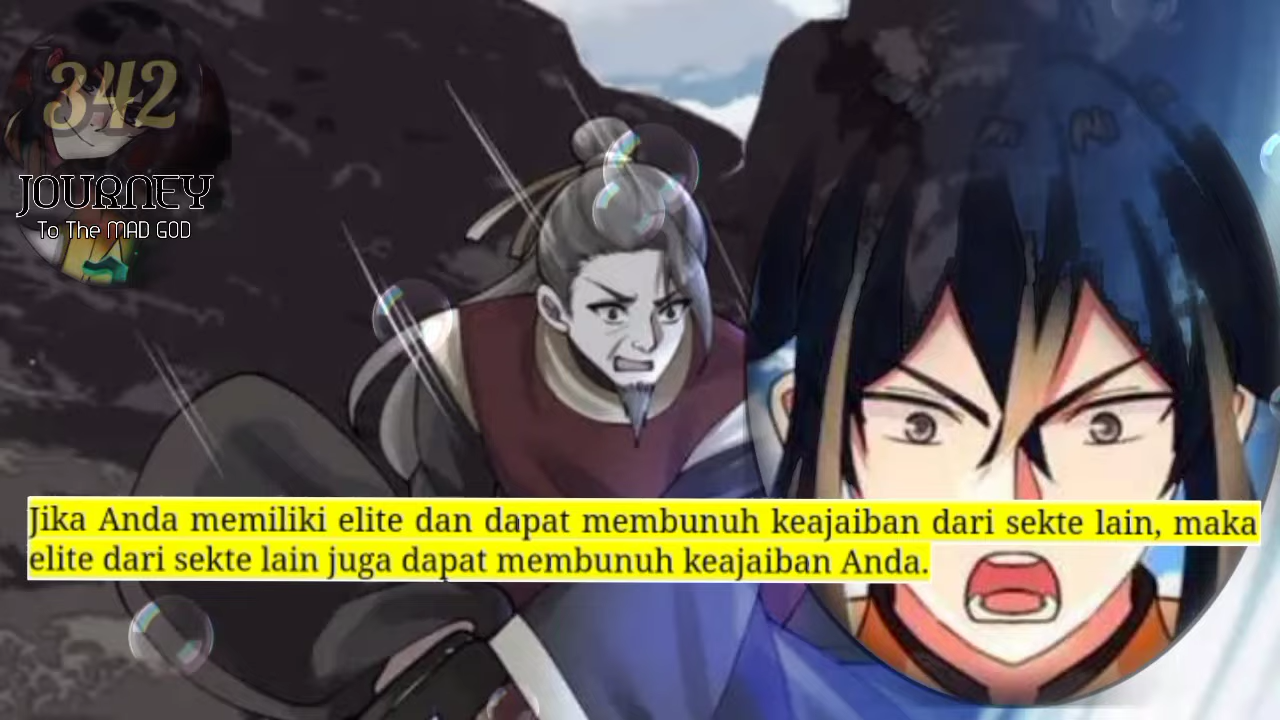 342
JOURNEY
To The MAD GOD
Jika Anda memiliki elite dan dapat membunuh keajaiban dari sekte lain, maka
elite dari sekte lain juga dapat membunuh keajaiban Anda.